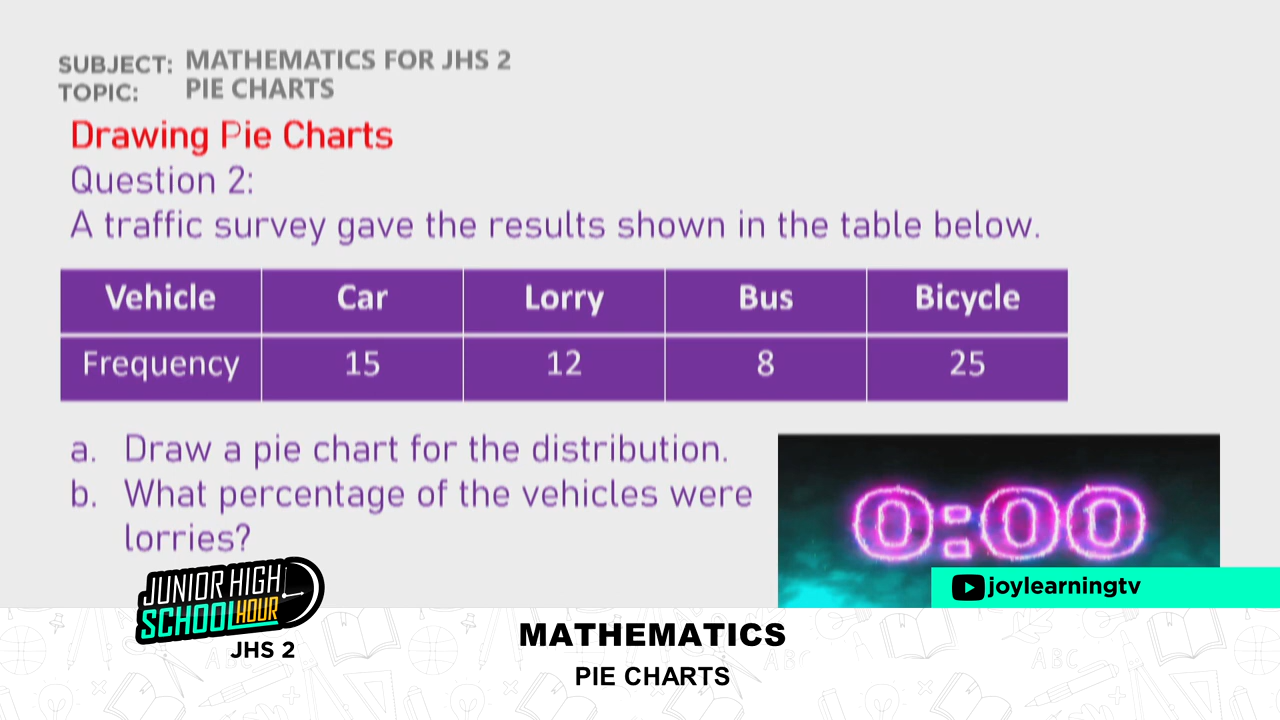 SUBJECT: MATHEMATICS FOR JHS 2
TOPIC: PIE CHARTS
Drawing Pie Charts
Question 2:
A traffic survey gave the results shown in the table below.
Vehicle Car Lorry Bus Bicycle
Frequency 15 12 8 25
a. Draw a pie chart for the distribution.
b. What percentage of the vehicles were
lorries?
0:00
joylearningtv
JUNIOR HIGH
SCHOOL HOUR
JHS 2
MATHEMATICS
PIE CHARTS
ABC
ABC